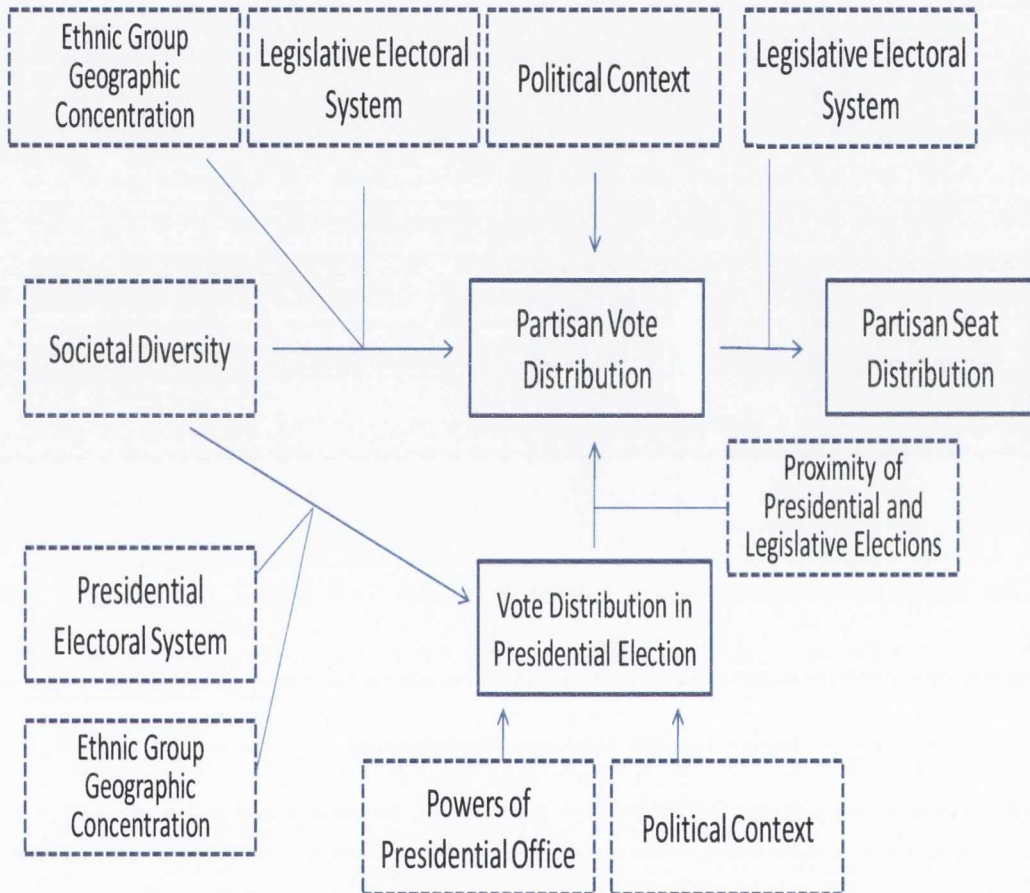 Ethnic Group
Geographic
Concentration
Legislative Electoral
System
Political Context
Legislative Electoral
System
Societal Diversity
Partisan Vote
Distribution
Partisan Seat
Distribution
Proximity of
Presidential and
Legislative Elections
Presidential
Electoral System
Vote Distribution in
Presidential Election
Ethnic Group
Geographic
Concentration
Powers of
Presidential Office
Political Context